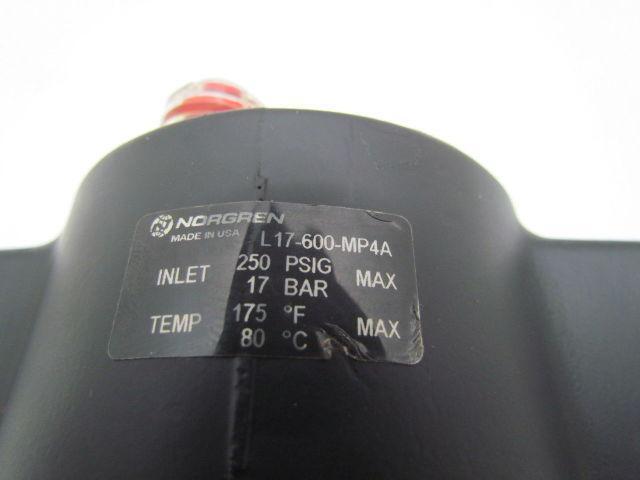 NORGREN
MADE IN USA L17-600-MP4A
INLET 250 PSIG MAX
17 BAR
TEMP 175 °F MAX
80 °C